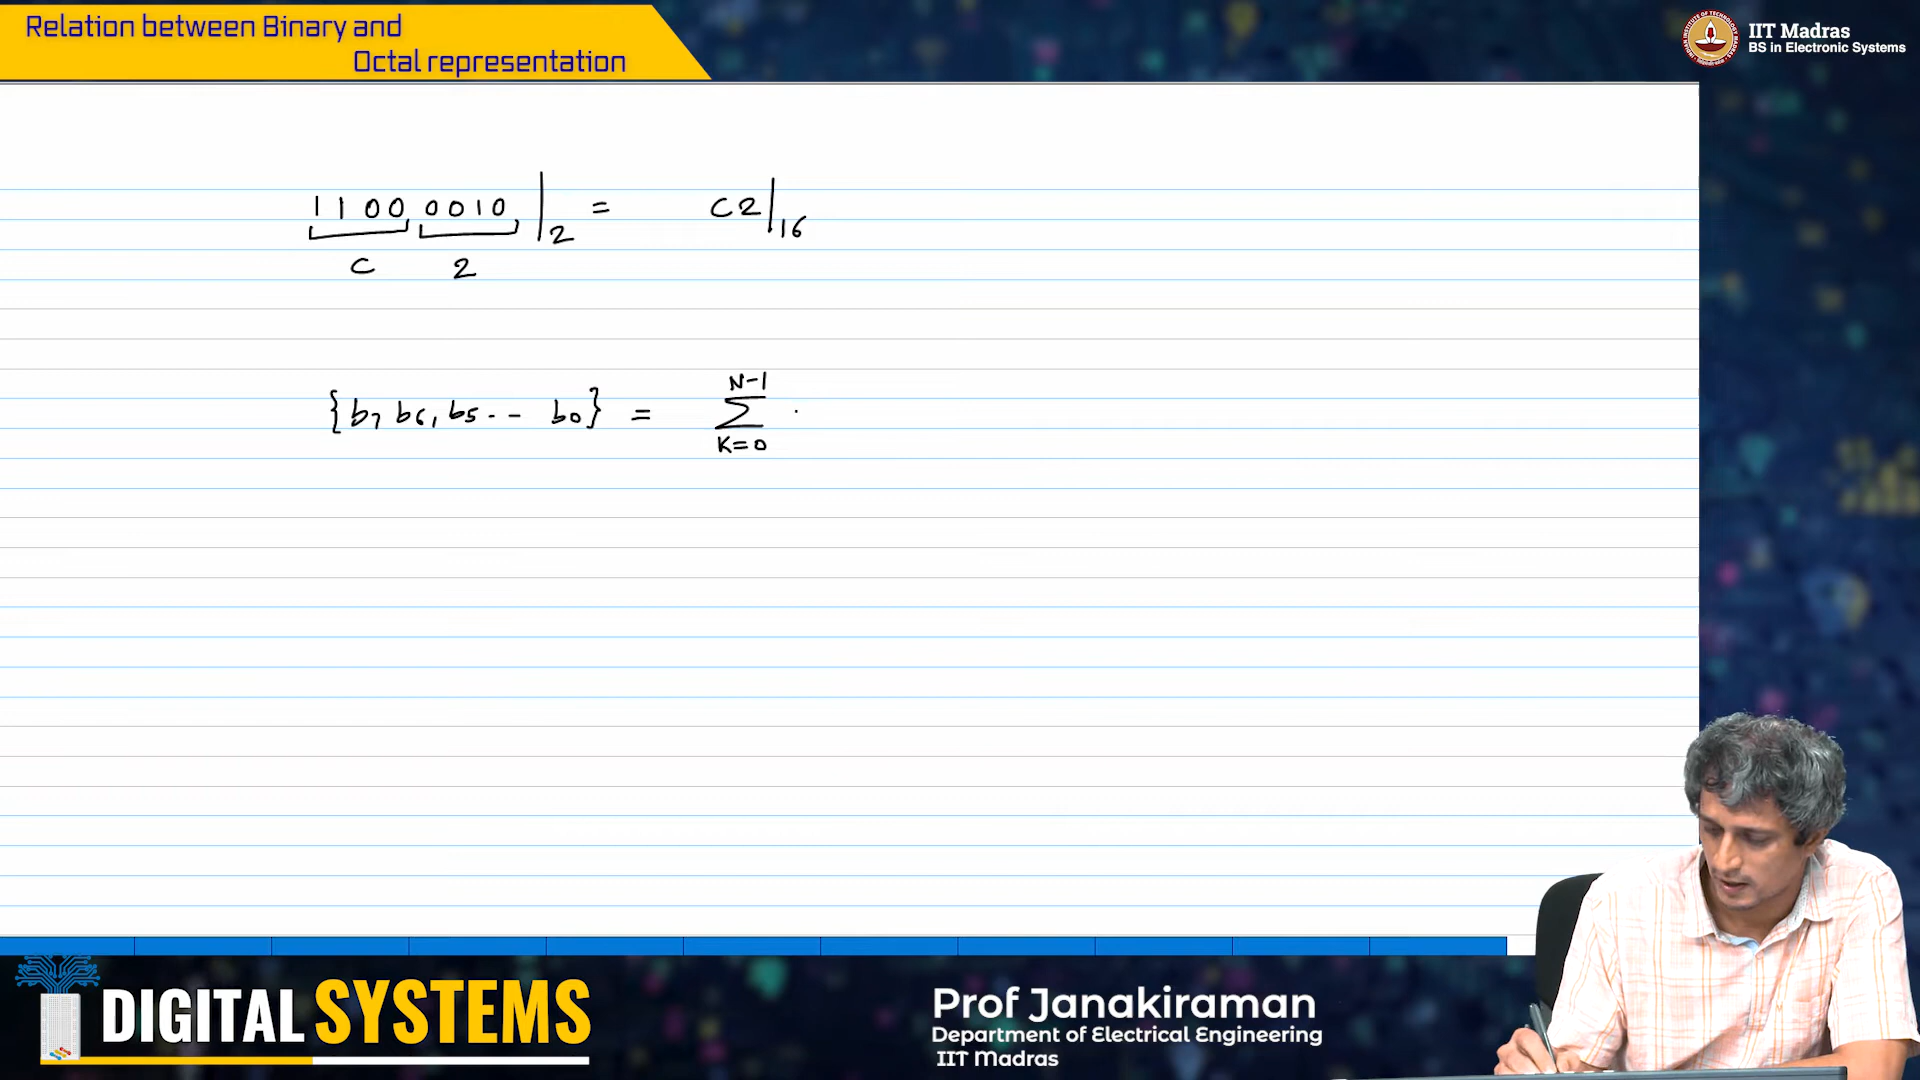 Relation between Binary and
Octal representation
IIT Madras
BS in Electronic Systems
1100 0010 |2 = C2|16
C 2
{b7 b6, b5 . - - b0} = ∑
N-1
K=0
DIGITAL SYSTEMS
Prof Janakiraman
Department of Electrical Engineering
IIT Madras